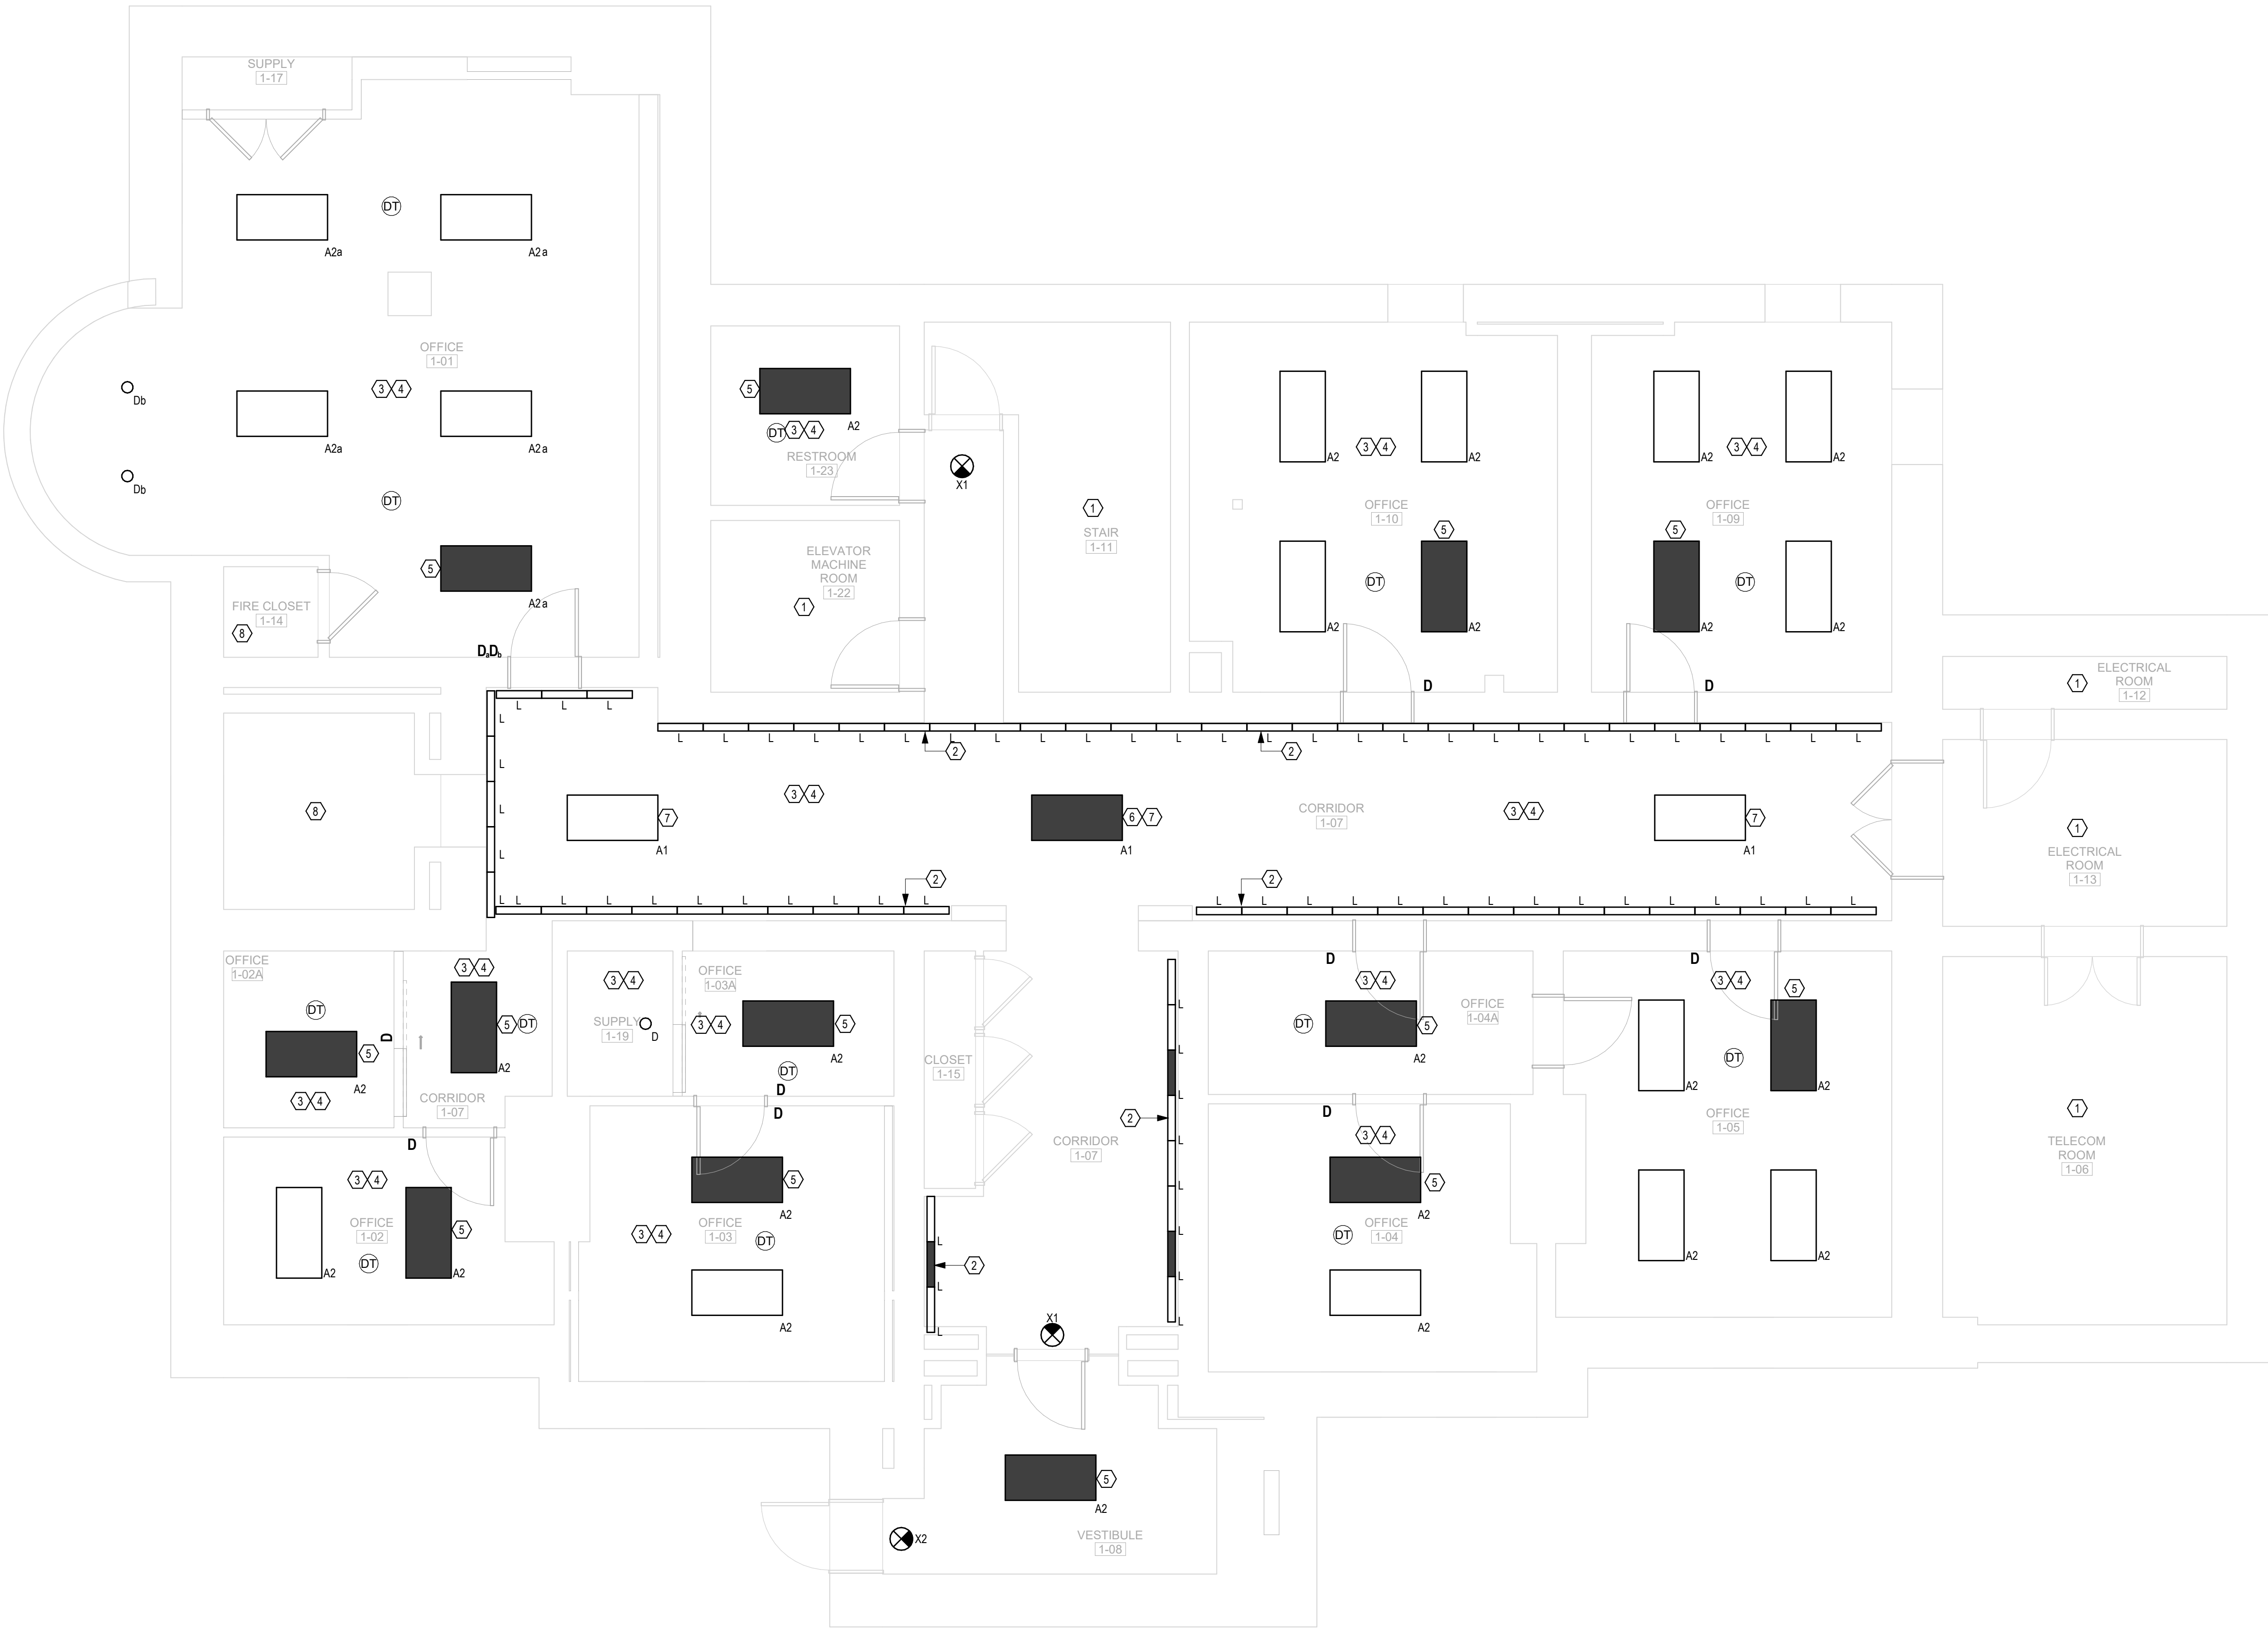 SUPPLY
1-17
DT
A2a
A2a
OFFICE
1-01
3 4
Db
A2a
A2a
Db
DT
5
A2a
FIRE CLOSET
1-14
8
DaDb
5
A2
DT 3 4
RESTROOM
1-23
X1
ELEVATOR
MACHINE
ROOM
1-22
1
1
STAIR
1-11
3 4
A2
A2
OFFICE
1-10
5
DT
A2
A2
D
3 4
A2
A2
OFFICE
1-09
5
DT
A2
A2
D
ELECTRICAL
ROOM
1-12
1
L L L
L
L
L
L
L
L L L L L L L L L L L L L L L L L L L L L L L L L L L
2
2
8
3 4
7
A1
6 7
A1
CORRIDOR
1-07
3 4
7
A1
1
ELECTRICAL
ROOM
1-13
2
2
L L L L L L L L L L
L L L L L L L L L L L L L L L
OFFICE
1-02A
DT
5
A2
3 4
D
3 4
5 DT
A2
CORRIDOR
1-07
D
3 4
SUPPLY
1-19
D
OFFICE
1-03A
3 4
5
A2
DT
D
D
CLOSET
1-15
L
L
L
L
L
L
L
L
2
CORRIDOR
1-07
D
3 4
DT
5
A2
OFFICE
1-04A
D
3 4
5
A2
DT
A2
OFFICE
1-05
A2
A2
1
TELECOM
ROOM
1-06
3 4
OFFICE
1-02
5
DT
A2
A2
5
A2
3 4
OFFICE
1-03
DT
A2
L
L
L
2
X1
D
3 4
5
A2
DT
OFFICE
1-04
A2
5
A2
X2
VESTIBULE
1-08